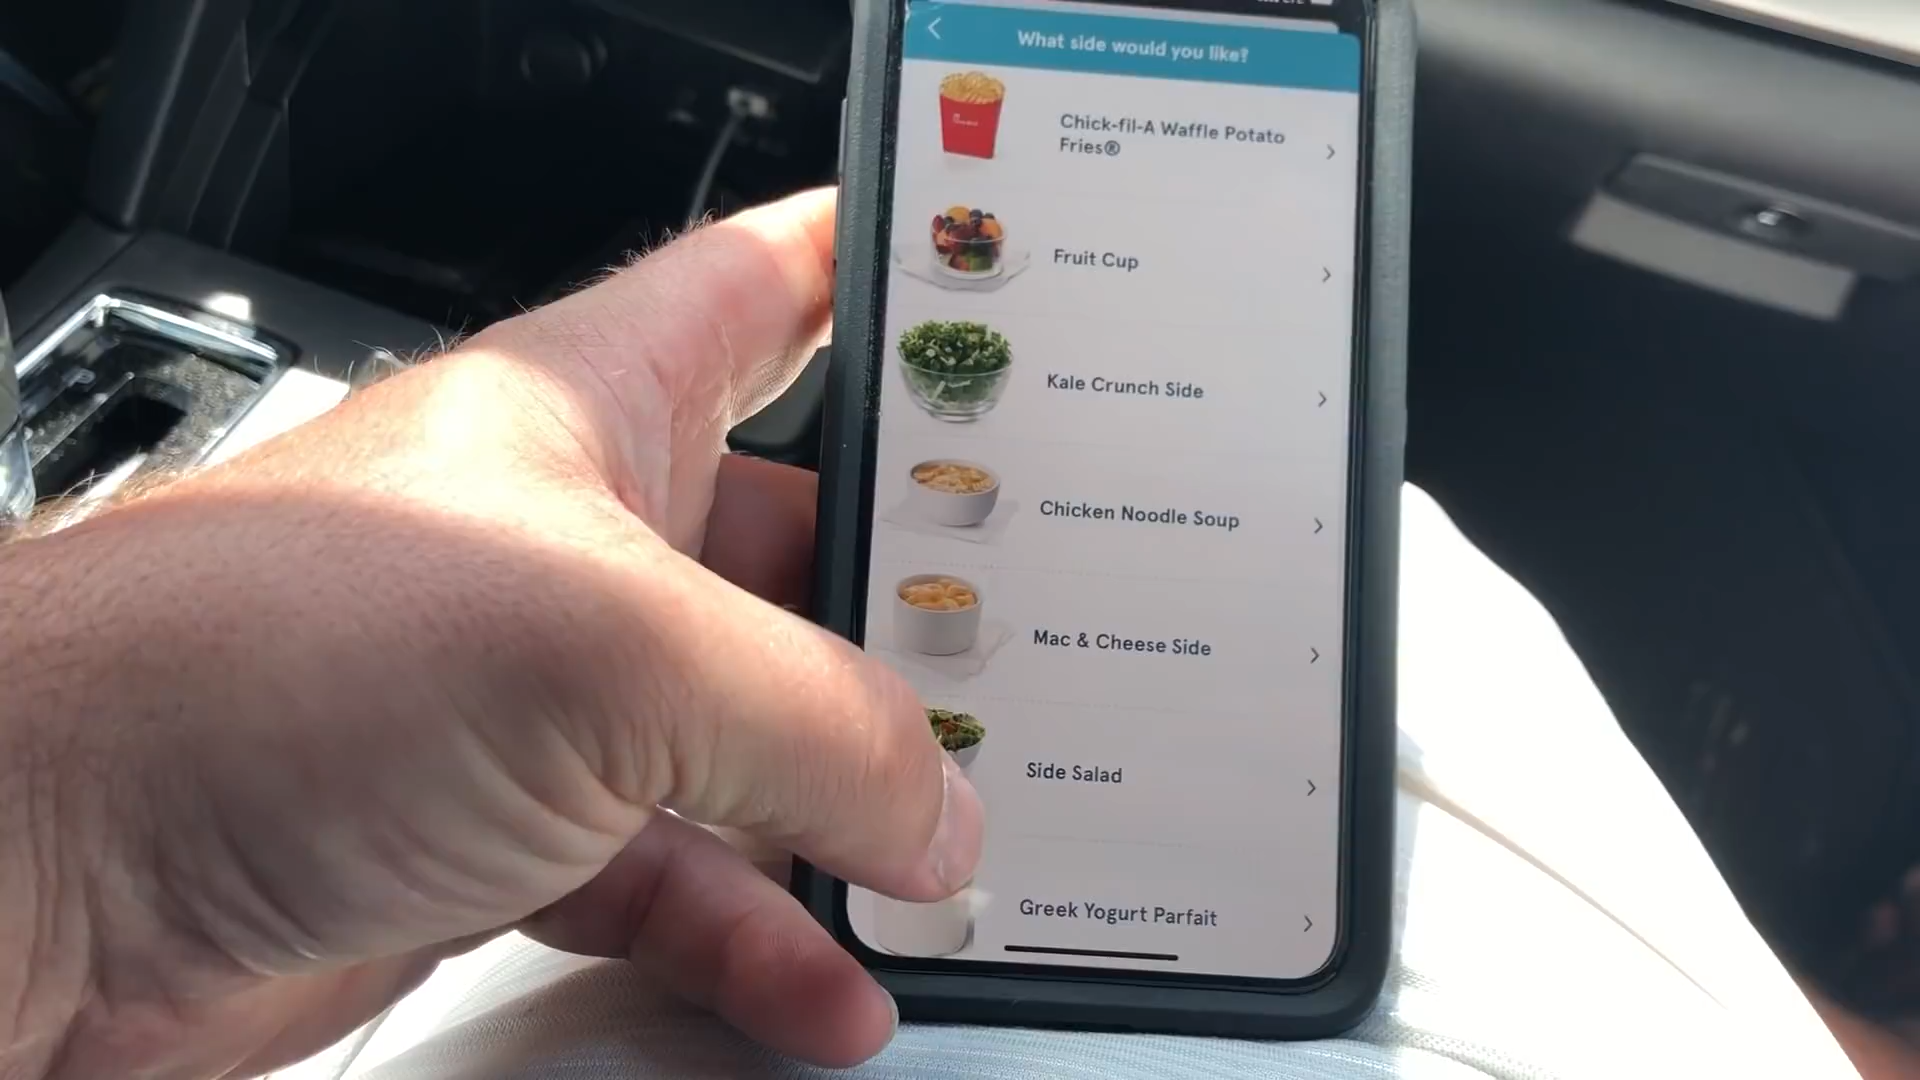 What side would you like?
Chick-fil-A Waffle Potato
Fries®
Fruit Cup
Kale Crunch Side
Chicken Noodle Soup
Mac & Cheese Side
Side Salad
Greek Yogurt Parfait